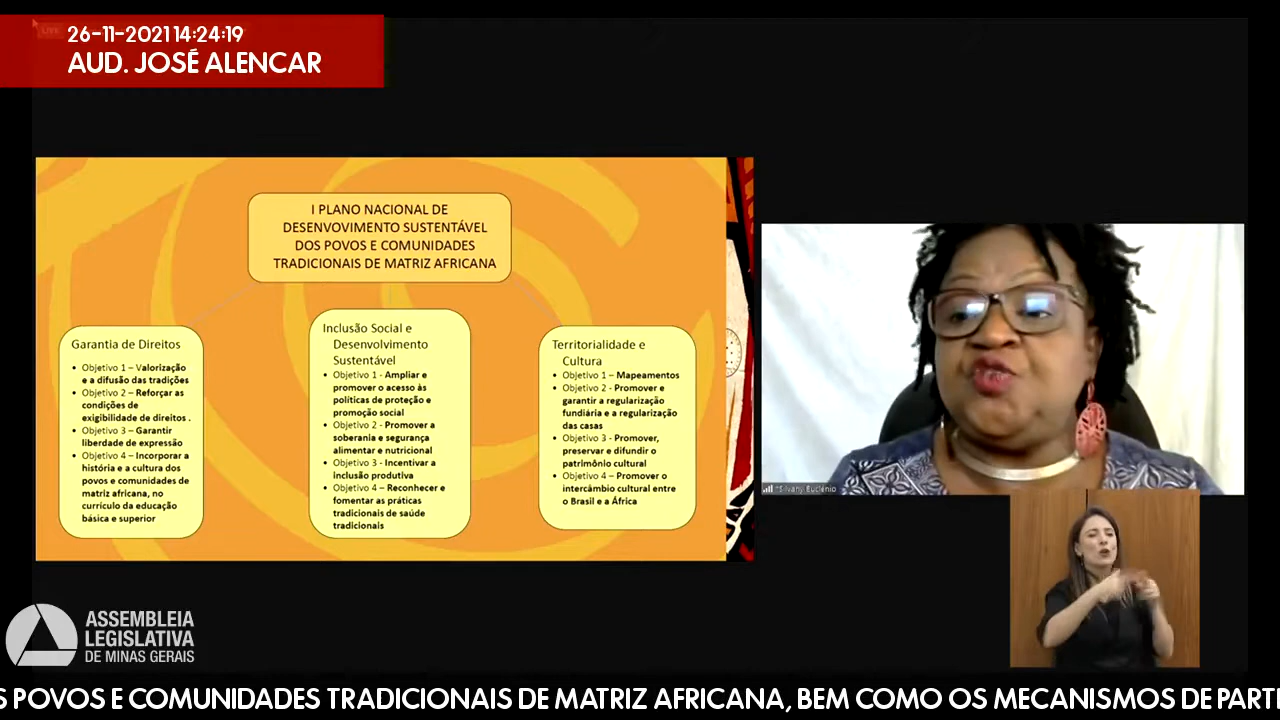 26-11-2021 14:24:19
AUD. JOSÉ ALENCAR
I PLANO NACIONAL DE
DESENVOVIMENTO SUSTENTÁVEL
DOS POVOS E COMUNIDADES
TRADICIONAIS DE MATRIZ AFRICANA
Garantia de Direitos
• Objetivo 1 – Valorização
e a difusão das tradições
• Objetivo 2 – Reforçar as
condições de
exigibilidade de direitos .
• Objetivo 3 – Garantir
liberdade de expressão
• Objetivo 4 – Incorporar a
história e a cultura dos
povos e comunidades de
matriz africana, no
currículo da educação
básica e superior
Inclusão Social e
Desenvolvimento
Sustentável
• Objetivo 1 - Ampliar e
promover o acesso às
políticas de proteção e
promoção social
• Objetivo 2 - Promover a
soberania e segurança
alimentar e nutricional
• Objetivo 3 - Incentivar a
inclusão produtiva
• Objetivo 4 – Reconhecer e
fomentar as práticas
tradicionais de saúde
tradicionais
Territorialidade e
Cultura
• Objetivo 1 – Mapeamentos
• Objetivo 2 - Promover e
garantir a regularização
fundiária e a regularização
das casas
• Objetivo 3 - Promover,
preservar e difundir o
patrimônio cultural
• Objetivo 4 – Promover o
intercâmbio cultural entre
o Brasil e a África
Eugênio
ASSEMBLEIA
LEGISLATIVA
DE MINAS GERAIS
S POVOS E COMUNIDADES TRADICIONAIS DE MATRIZ AFRICANA, BEM COMO OS MECANISMOS DE PARTI